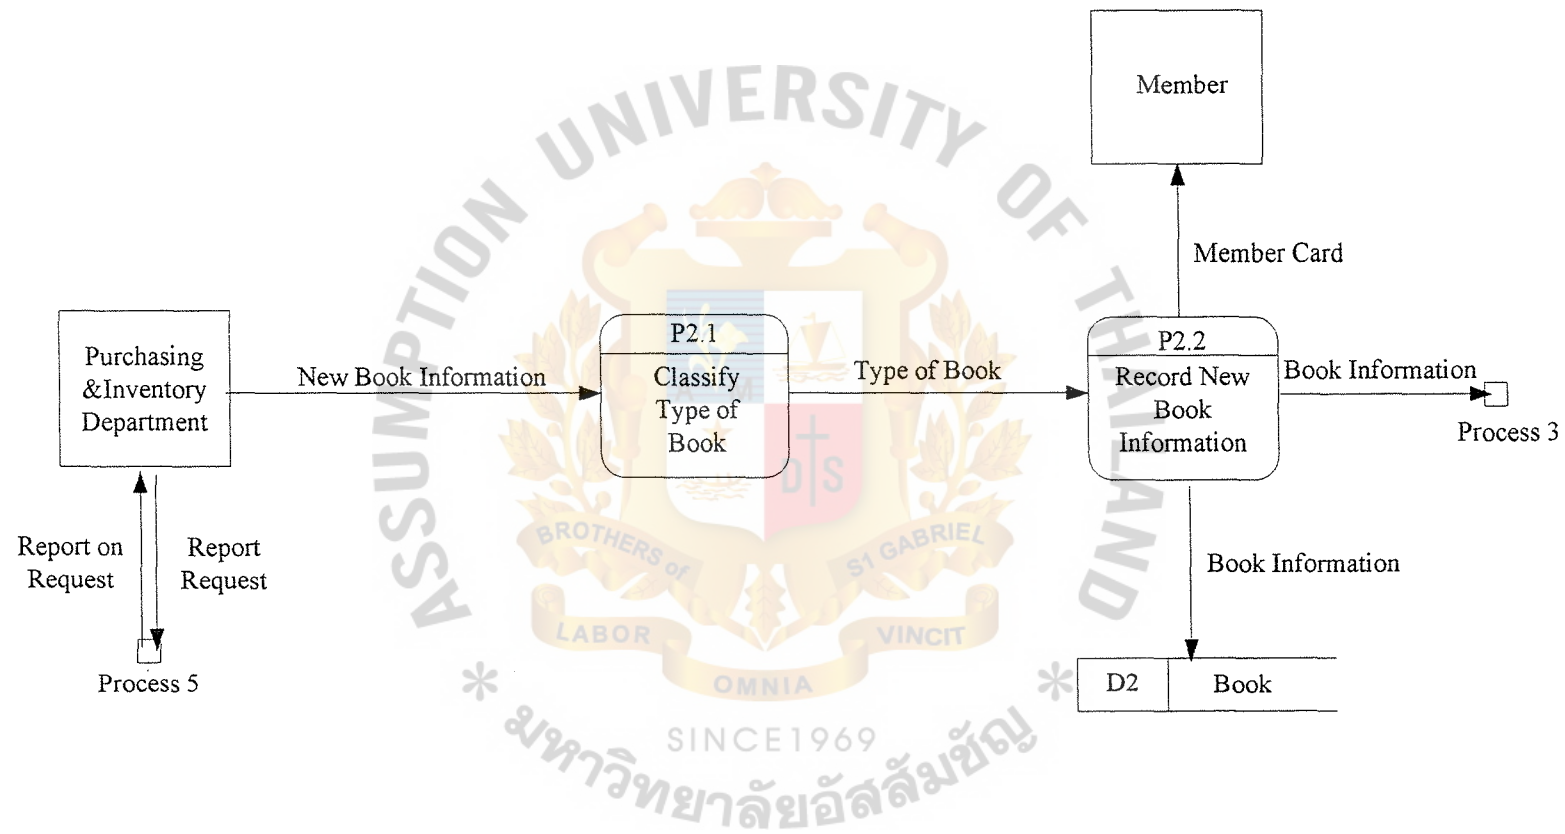 Member
Member Card
Purchasing
&Inventory
Department
New Book Information
P2.1
Classify
Type of
Book
Type of Book
P2.2
Record New
Book
Information
Book Information
Process 3
Report on
Request
Report
Request
Process 5
Book Information
D2
Book
ASSUMPTION UNIVERSITY OF THAILAND
A M
D S
BROTHERS of
S1 GABRIEL
LABOR
VINCIT
OMNIA
SINCE1969
มหาวิทยาลัยอัสสัมชัญ